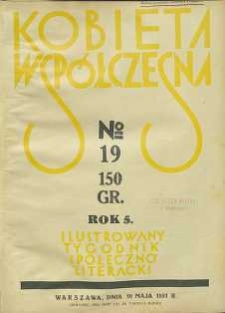 KOBIETA
WSPÓŁCZESNA
No
19
150
GR.
ROK 5.
ILUSTROWANY
TYGODNIK
SPOŁECZNO
LITERACKI
WARSZAWA, DNIA 10 MAJA 1931 R.